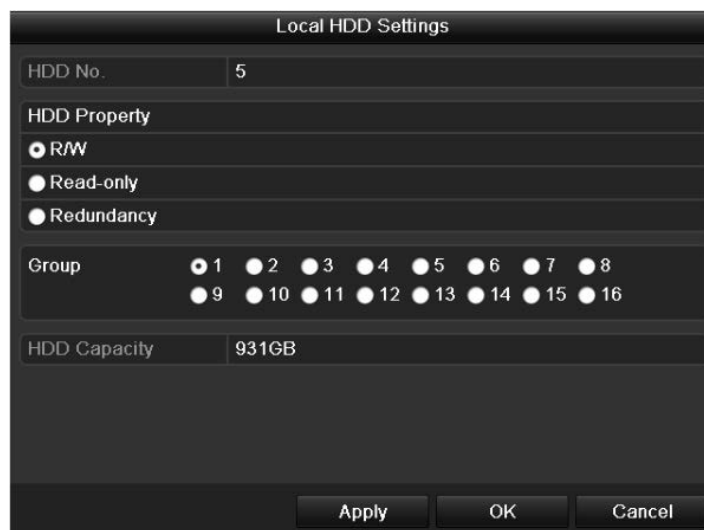 Local HDD Settings
HDD No. 5
HDD Property
R/W
Read-only
Redundancy
Group 1 2 3 4 5 6 7 8
9 10 11 12 13 14 15 16
HDD Capacity 931GB
Apply OK Cancel